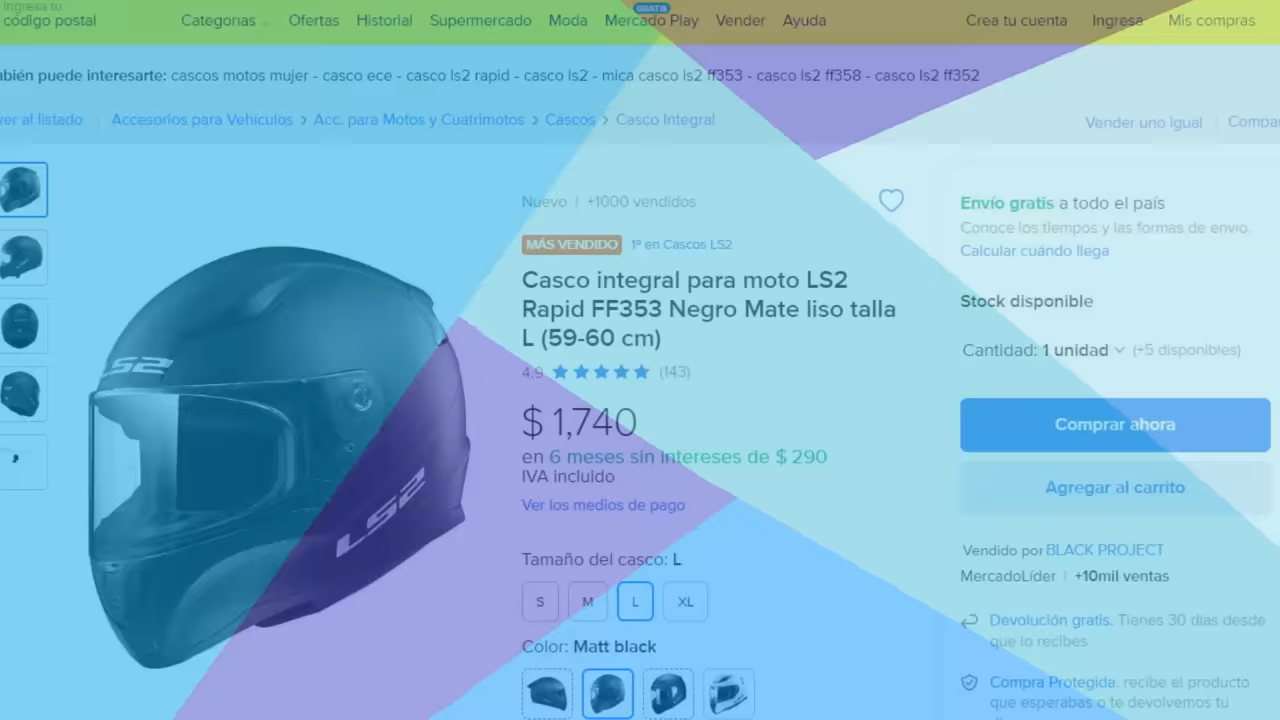 Ingresa tu
código postal
Categorías Ofertas Historial Supermercado Moda Mercado Play Vender Ayuda
GRATIS
Crea tu cuenta Ingresa Mis compras
puede interesarte: cascos motos mujer - casco ece - casco ls2 rapid - casco ls2 - mica casco ls2 ff353 - casco ls2 ff358 - casco ls2 ff352
al listado | Accesorios para Vehículos > Acc. para Motos y Cuatrimotos > Cascos > Casco Integral
Vender uno igual |
Nuevo | +1000 vendidos
MÁS VENDIDO 1º en Cascos LS2
Casco integral para moto LS2
Rapid FF353 Negro Mate liso talla
L (59-60 cm)
4.9 (143)
$ 1,740
en 6 meses sin intereses de $ 290
IVA incluido
Ver los medios de pago
Tamaño del casco: L
S M L XL
Color: Matt black
LS2
LS2
Envío gratis a todo el país
Conoce los tiempos y las formas de envío.
Calcular cuándo llega
Stock disponible
Cantidad: 1 unidad (+5 disponibles)
Comprar ahora
Agregar al carrito
Vendido por BLACK PROJECT
MercadoLíder | +10mil ventas
Devolución gratis. Tienes 30 días desde
que lo recibes
Compra Protegida. recibe el producto
que esperabas o te devolvemos tu